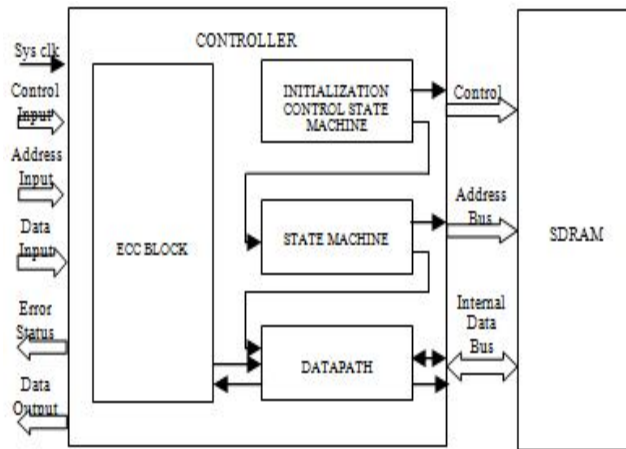 CONTROLLER
Sys clk
Control
Input
Address
Input
Data
Input
Error
Status
Data
Output
ECC BLOCK
INITIALIZATION
CONTROL STATE
MACHINE
STATE MACHINE
DATAPATH
Control
Address
Bus
Internal
Data
Bus
SDRAM